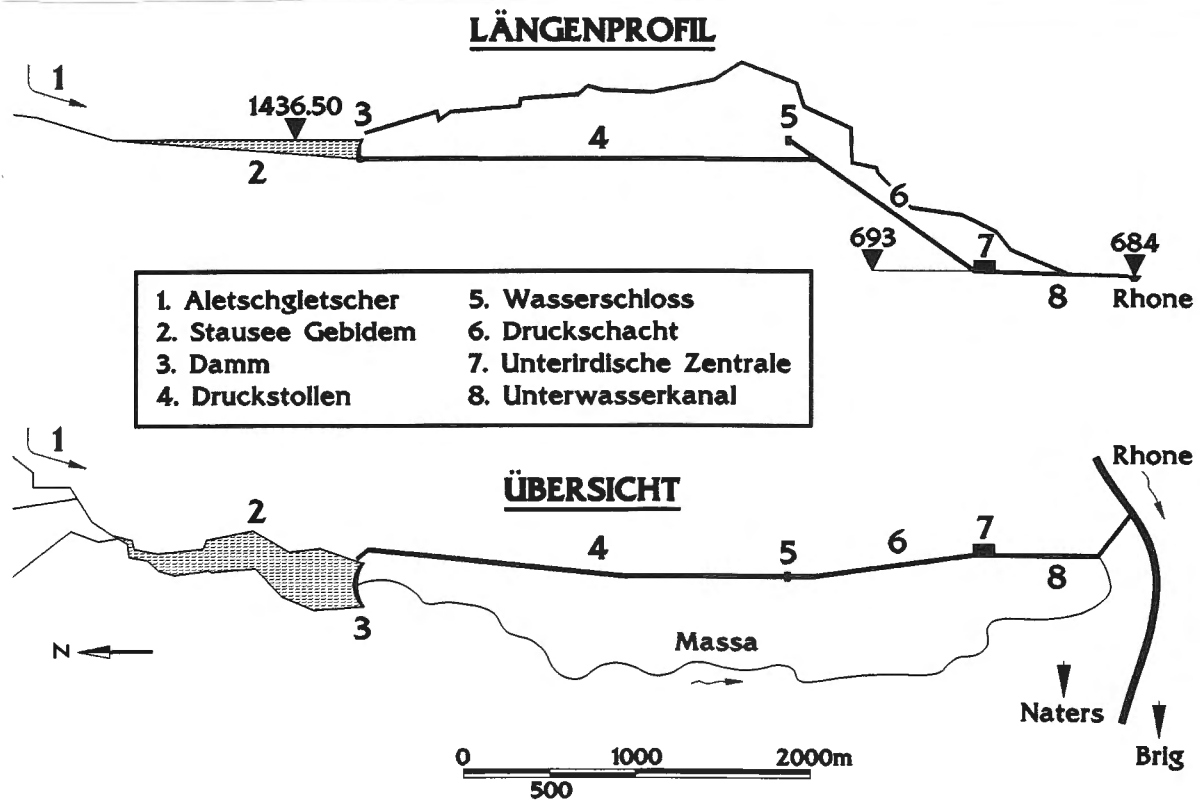 LÄNGENPROFIL
1
1436.50
3
4
5
2
6
693
7
684
8
Rhone
1. Aletschgletscher
2. Stausee Gebidem
3. Damm
4. Druckstollen
5. Wasserschloss
6. Druckschacht
7. Unterirdische Zentrale
8. Unterwasserkanal
1
Rhone
ÜBERSICHT
2
4
5
6
7
8
3
Massa
N
Naters
Brig
0 1000 2000m
500